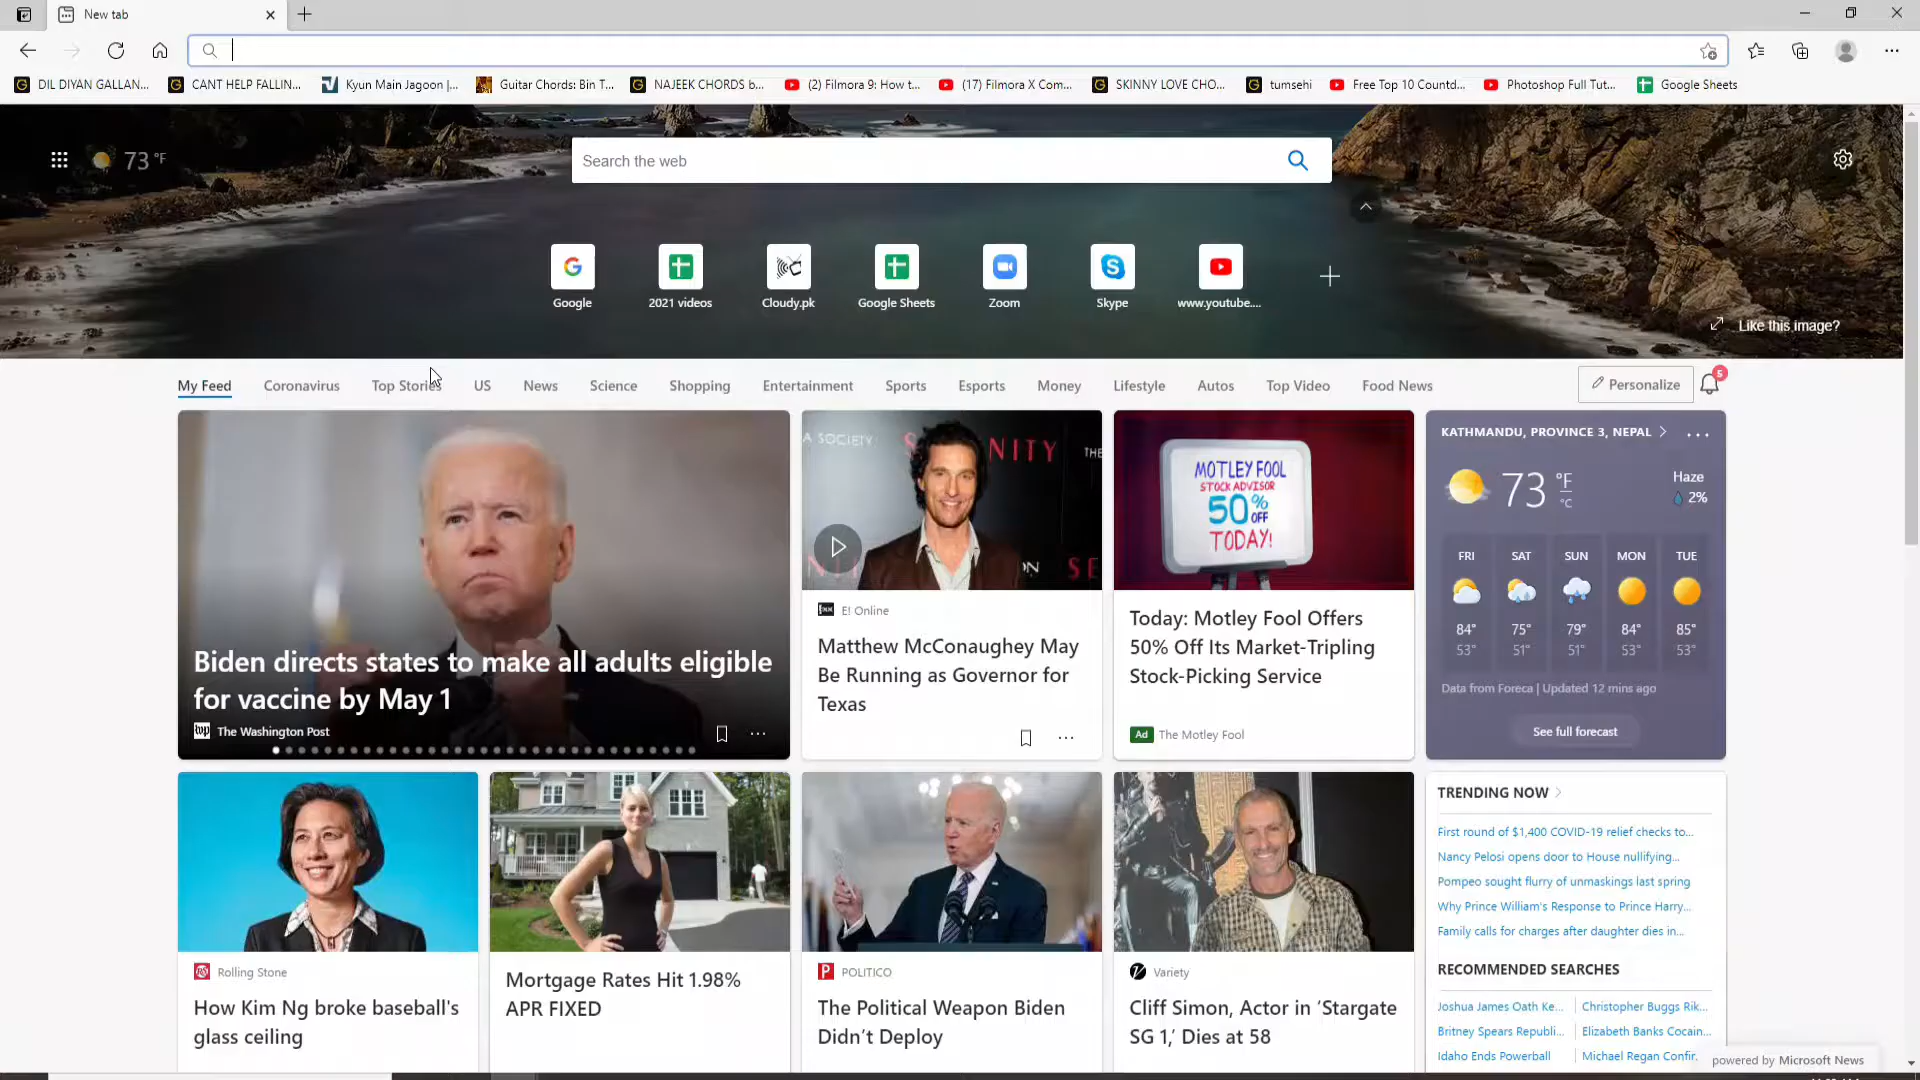 New tab
DIL DIYAN GALLAN...
CANT HELP FALLIN...
Kyun Main Jagoon |...
Guitar Chords: Bin T...
NAJEEK CHORDS b...
(2) Filmora 9: How t...
(17) Filmora X Com...
SKINNY LOVE CHO...
tumsehi
Free Top 10 Countd...
Photoshop Full Tut...
Google Sheets
73 °F
Search the web
Google
2021 videos
Cloudy.pk
Google Sheets
Zoom
Skype
www.youtube....
Like this image?
My Feed
Coronavirus
Top Stories
US
News
Science
Shopping
Entertainment
Sports
Esports
Money
Lifestyle
Autos
Top Video
Food News
Personalize
5
Biden directs states to make all adults eligible
for vaccine by May 1
wp The Washington Post
A SOCIETY
THE
E! Online
Matthew McConaughey May
Be Running as Governor for
Texas
MOTLEY FOOL
STOCK ADVISOR
50% OFF
TODAY!
Today: Motley Fool Offers
50% Off Its Market-Tripling
Stock-Picking Service
Ad The Motley Fool
KATHMANDU, PROVINCE 3, NEPAL
73 °F
°C
Haze
2%
FRI SAT SUN MON TUE
84° 75° 79° 84° 85°
53° 51° 51° 53° 53°
Data from Foreca | Updated 12 mins ago
See full forecast
Rolling Stone
How Kim Ng broke baseball's
glass ceiling
Mortgage Rates Hit 1.98%
APR FIXED
P POLITICO
The Political Weapon Biden
Didn’t Deploy
V Variety
Cliff Simon, Actor in ‘Stargate
SG 1,’ Dies at 58
TRENDING NOW
First round of $1,400 COVID-19 relief checks to...
Nancy Pelosi opens door to House nullifying...
Pompeo sought flurry of unmaskings last spring
Why Prince William's Response to Prince Harry...
Family calls for charges after daughter dies in...
RECOMMENDED SEARCHES
Joshua James Oath Ke...
Christopher Buggs Rik...
Britney Spears Republi...
Elizabeth Banks Cocain...
Idaho Ends Powerball
Michael Regan Confir.
powered by Microsoft News